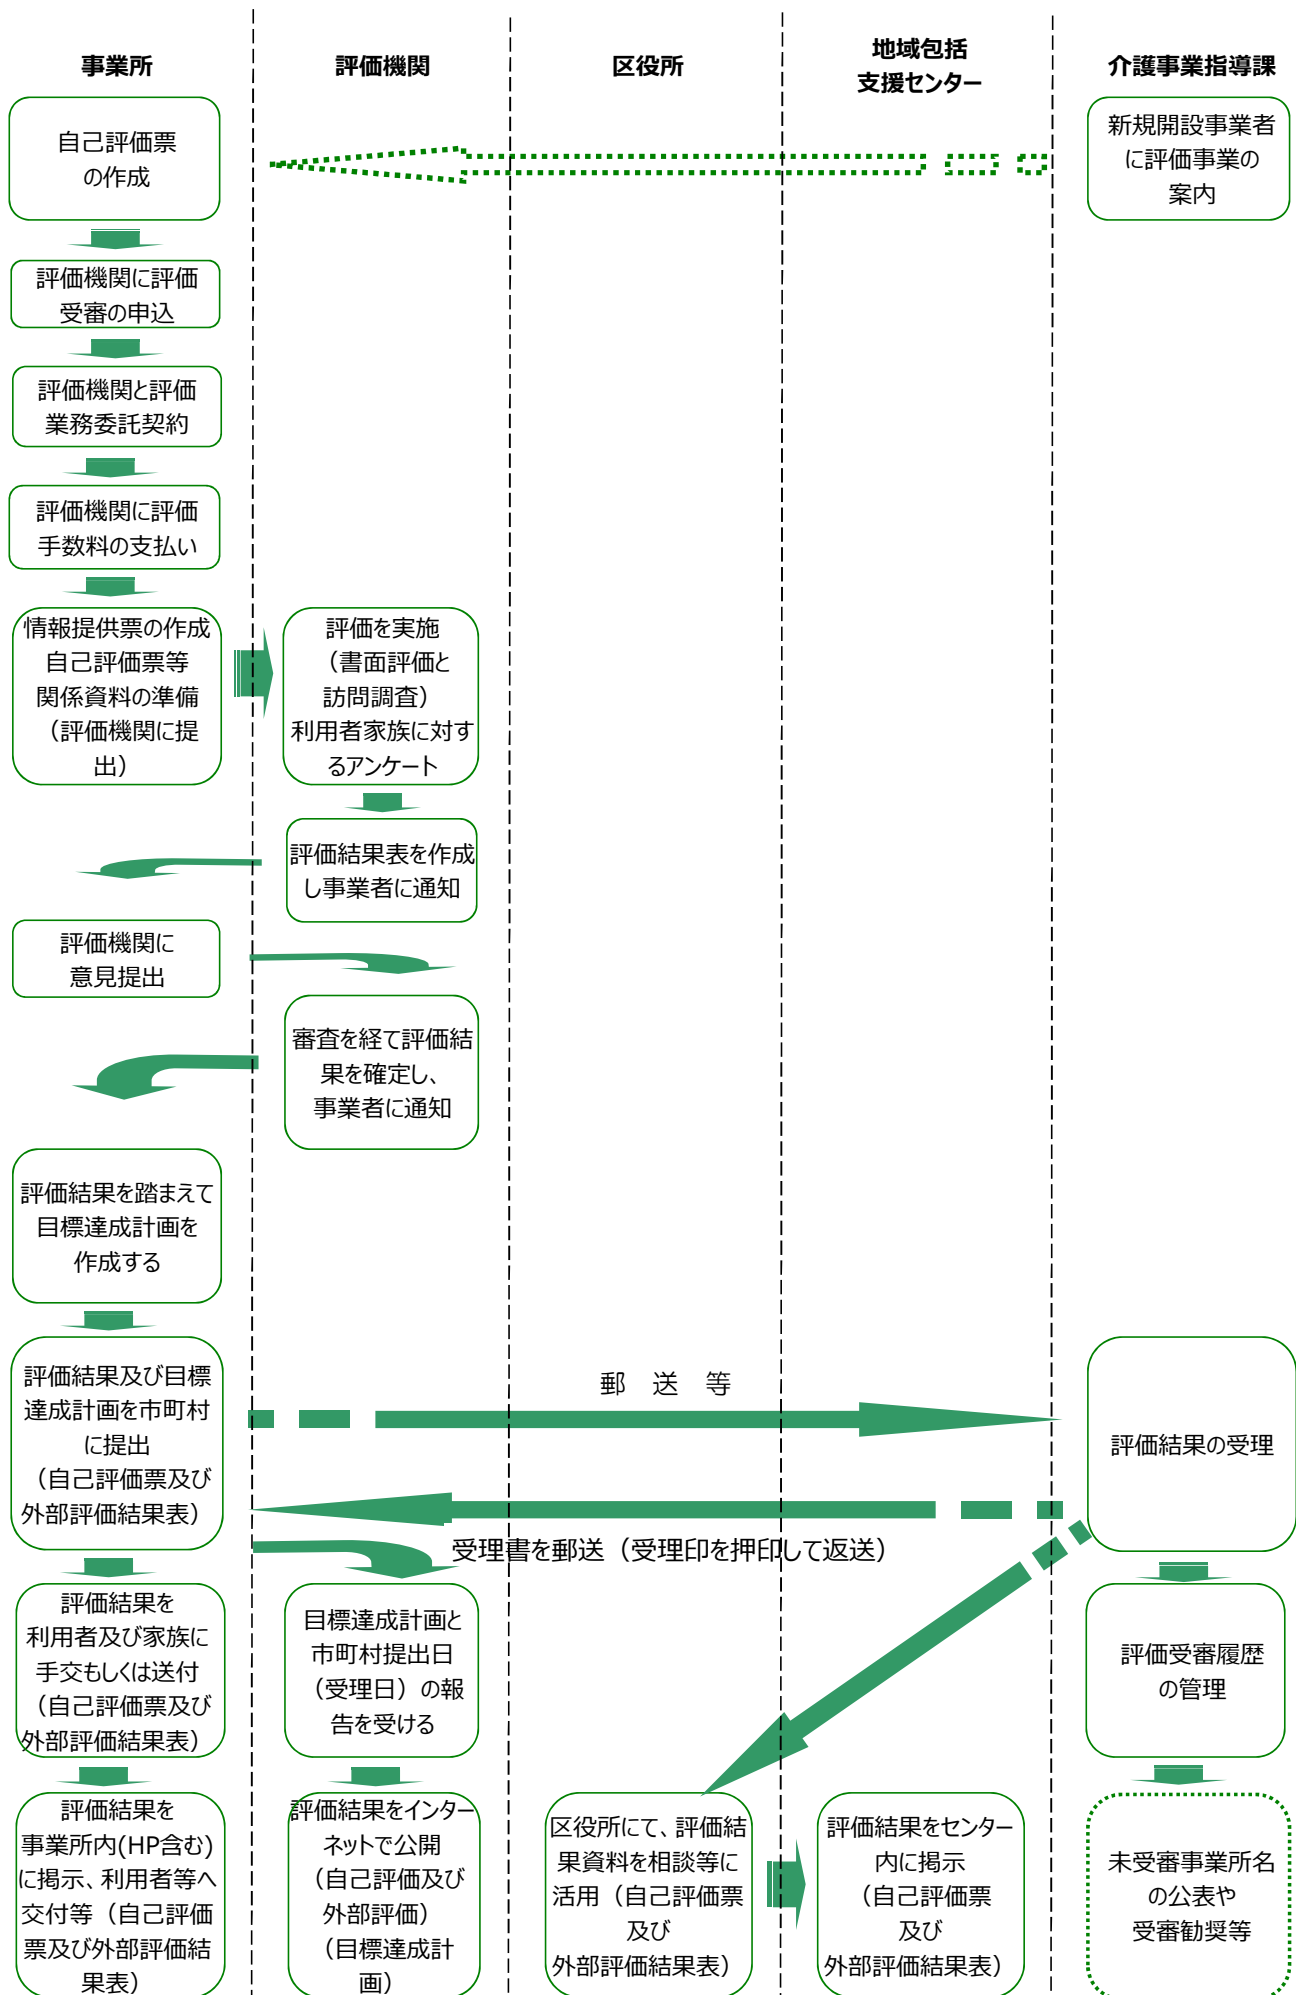 事業所
評価機関
区役所
地域包括
支援センター
介護事業指導課
自己評価票
の作成
新規開設事業者
に評価事業の
案内
評価機関に評価
受審の申込
評価機関と評価
業務委託契約
評価機関に評価
手数料の支払い
情報提供票の作成
自己評価票等
関係資料の準備
（評価機関に提
出）
評価を実施
（書面評価と
訪問調査）
利用者家族に対す
るアンケート
評価結果表を作成
し事業者に通知
評価機関に
意見提出
審査を経て評価結
果を確定し、
事業者に通知
評価結果を踏まえて
目標達成計画を
作成する
評価結果及び目標
達成計画を市町村
に提出
（自己評価票及び
外部評価結果表）
郵　送　等
評価結果の受理
受理書を郵送（受理印を押印して返送）
評価結果を
利用者及び家族に
手交もしくは送付
（自己評価票及び
外部評価結果表）
目標達成計画と
市町村提出日
（受理日）の報
告を受ける
評価受審履歴
の管理
評価結果を
事業所内(HP含む)
に掲示、利用者等へ
交付等（自己評価
票及び外部評価結
果表）
評価結果をインター
ネットで公開
（自己評価及び
外部評価）
（目標達成計
画）
区役所にて、評価結
果資料を相談等に
活用（自己評価票
及び
外部評価結果表）
評価結果をセンター
内に掲示
（自己評価票
及び
外部評価結果表）
未受審事業所名
の公表や
受審勧奨等